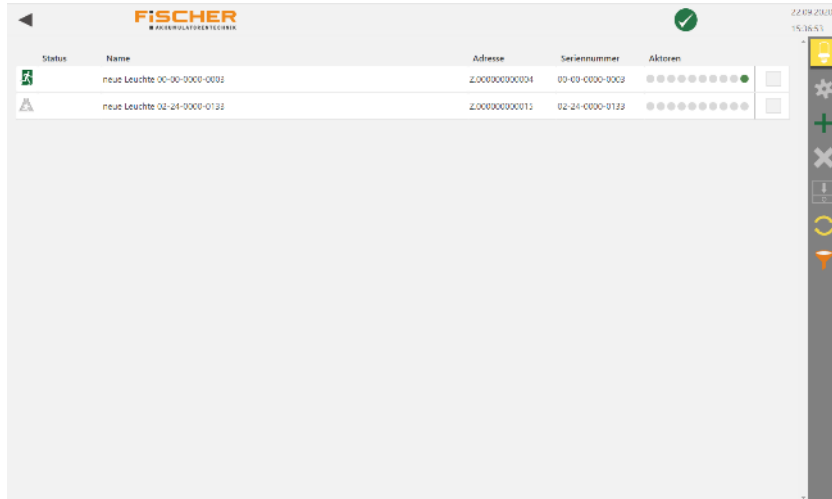 FiSCHER
AKKUMULATORENTECHNIK
22.09.2020
15:36:53
Status Name Adresse Seriennummer Aktoren
neue Leuchte 00-00-0000-0003 Z.000000000004 00-00-0000-0003
neue Leuchte 02-24-0000-0133 Z.000000000015 02-24-0000-0133